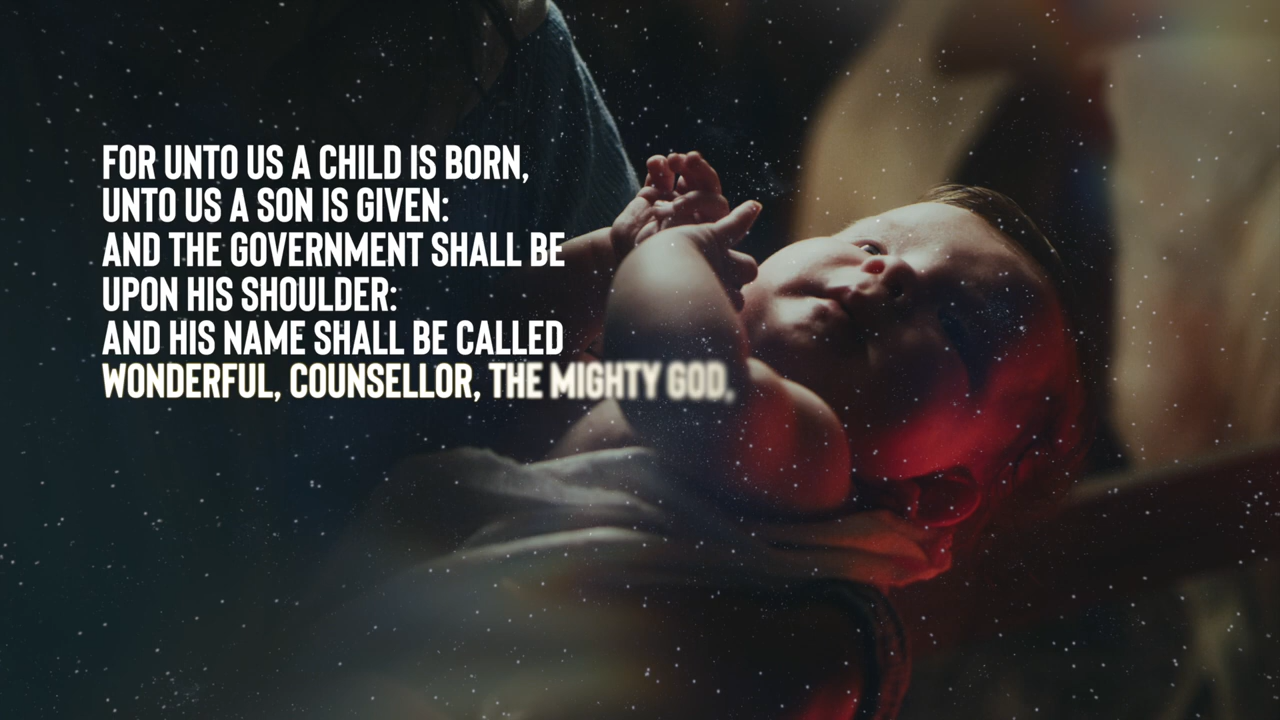 FOR UNTO US A CHILD IS BORN,
UNTO US A SON IS GIVEN:
AND THE GOVERNMENT SHALL BE
UPON HIS SHOULDER:
AND HIS NAME SHALL BE CALLED
WONDERFUL, COUNSELLOR, THE MIGHTY GOD,